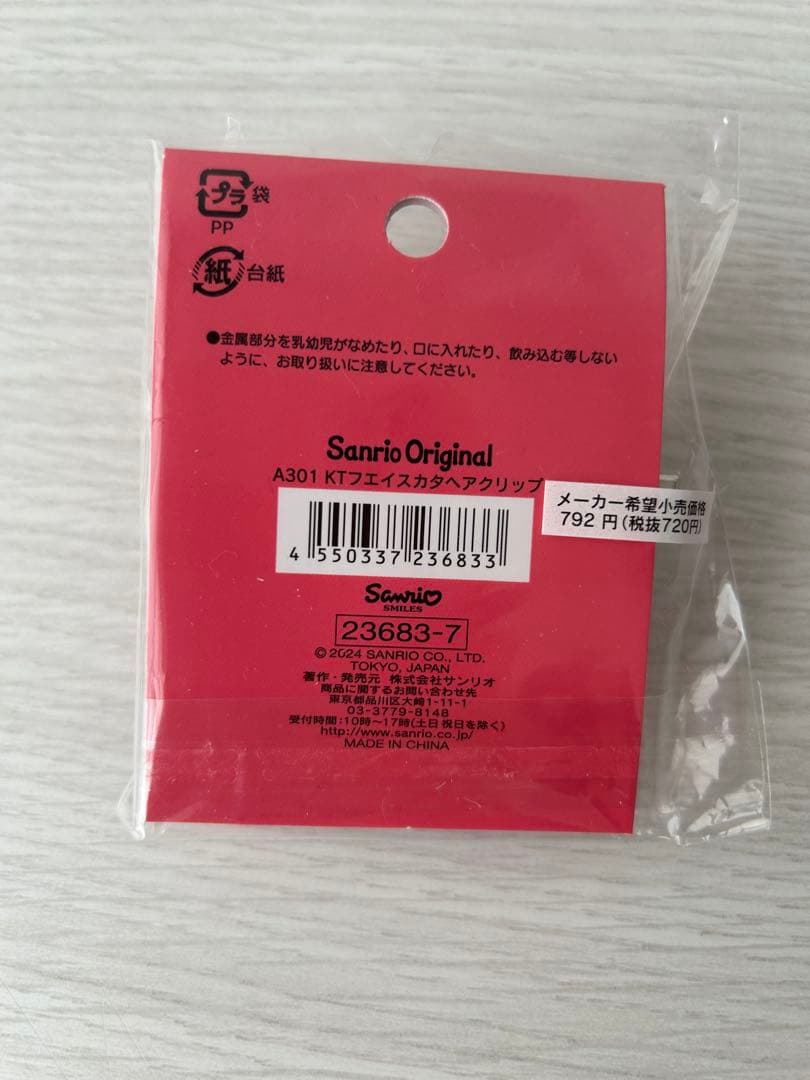 プラ 袋
PP
紙 台紙
●金属部分を乳幼児がなめたり、口に入れたり、飲み込む等しない
ように、お取り扱いに注意してください。
Sanrio Original
A301 KTフエイスカタヘアクリップ
メーカー希望小売価格
792 円(税抜720円)
4 550337 236833
Sanrio
SMILES
23683-7
©2024 SANRIO CO., LTD.
TOKYO, JAPAN
著作・発売元 株式会社サンリオ
商品に関するお問い合わせ先
東京都品川区大崎1-11-1
03-3779-8148
受付時間:10時〜17時(土日祝日を除く)
http://www.sanrio.co.jp/
MADE IN CHINA